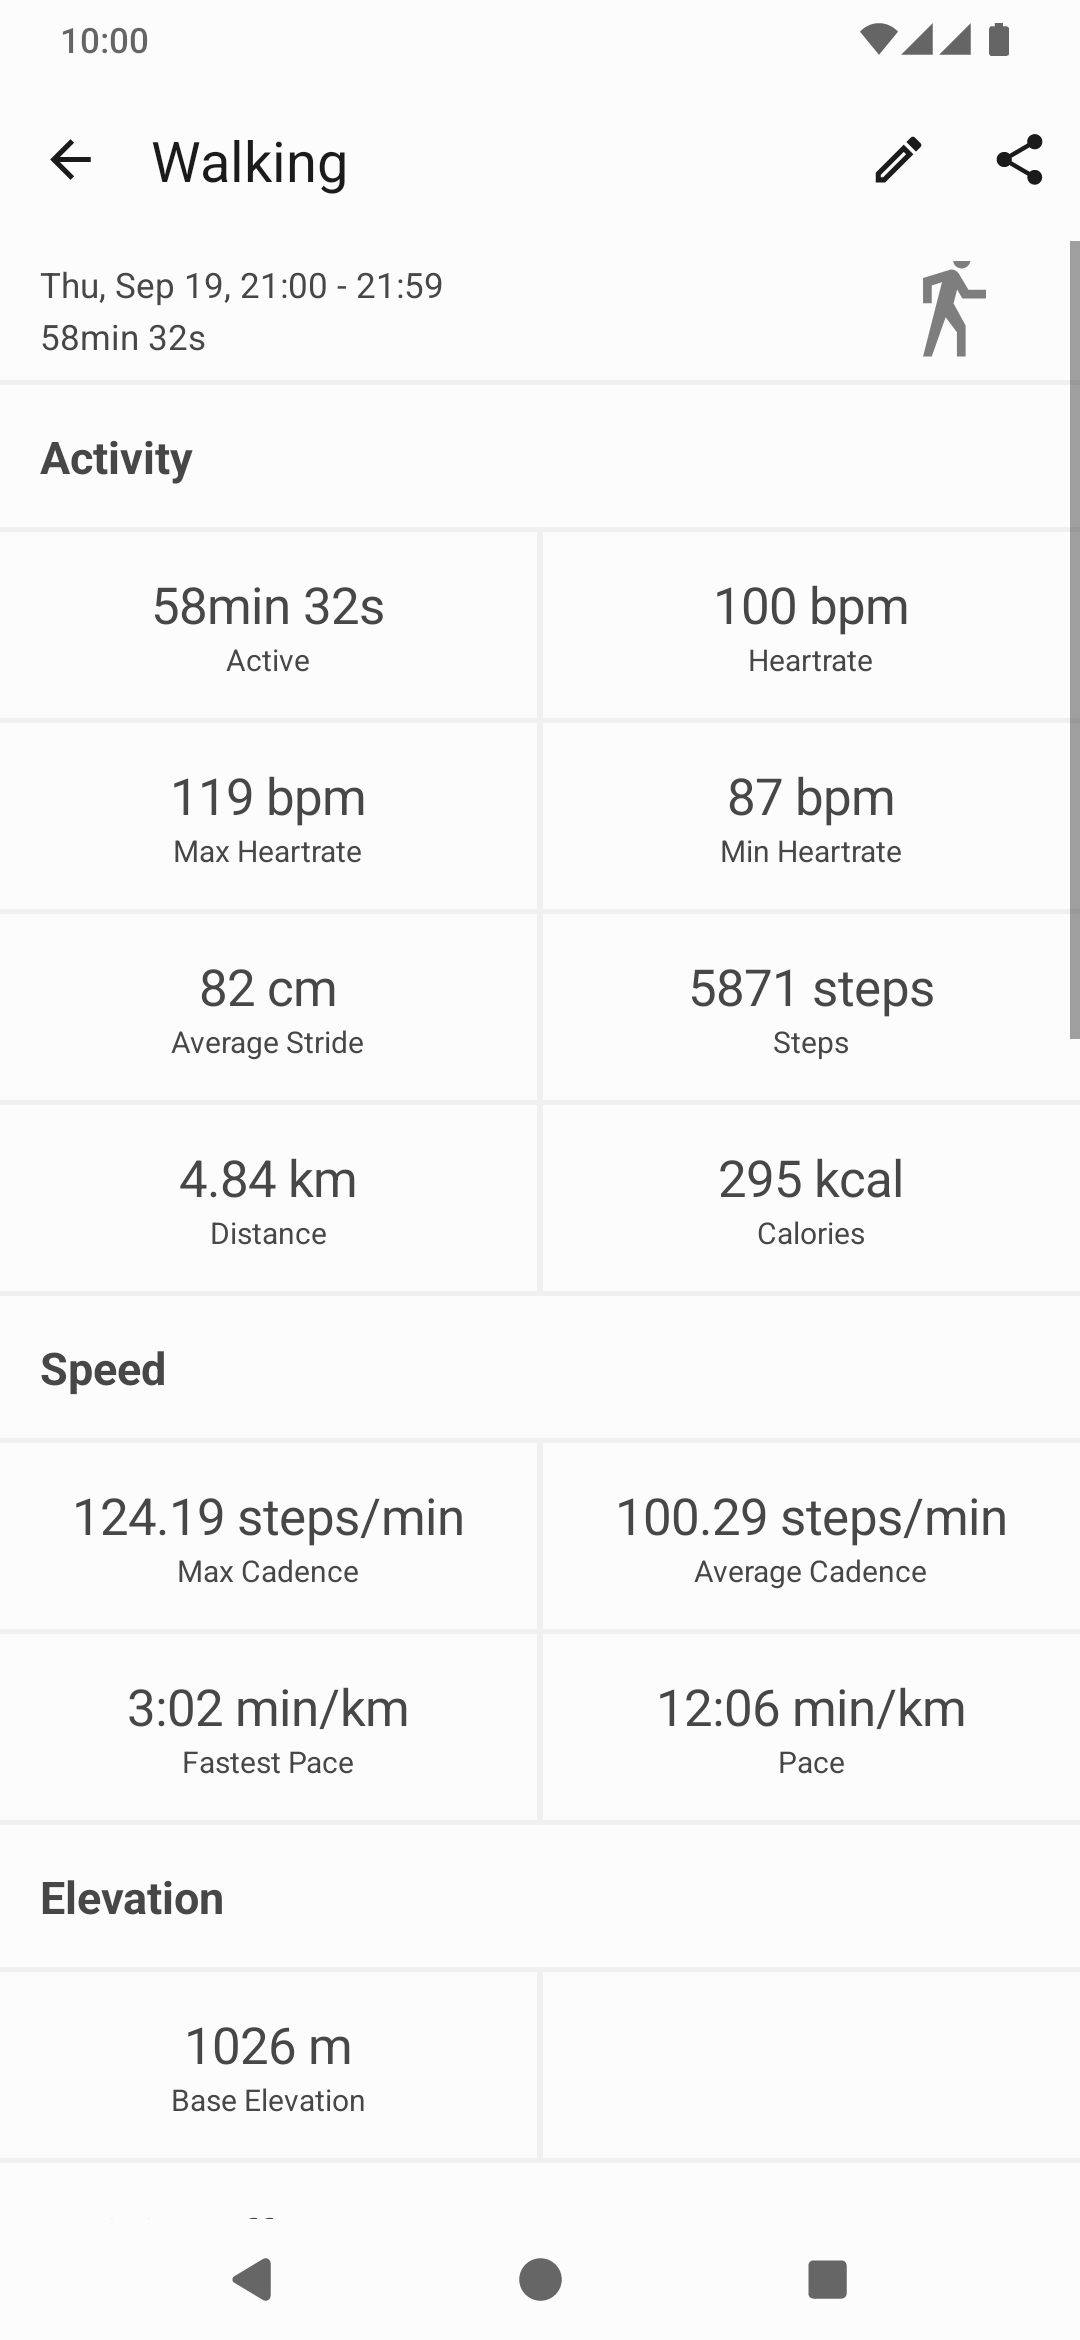 10:00
Walking
Thu, Sep 19, 21:00 - 21:59
58min 32s
Activity
58min 32s
Active
100 bpm
Heartrate
119 bpm
Max Heartrate
87 bpm
Min Heartrate
82 cm
Average Stride
5871 steps
Steps
4.84 km
Distance
295 kcal
Calories
Speed
124.19 steps/min
Max Cadence
100.29 steps/min
Average Cadence
3:02 min/km
Fastest Pace
12:06 min/km
Pace
Elevation
1026 m
Base Elevation